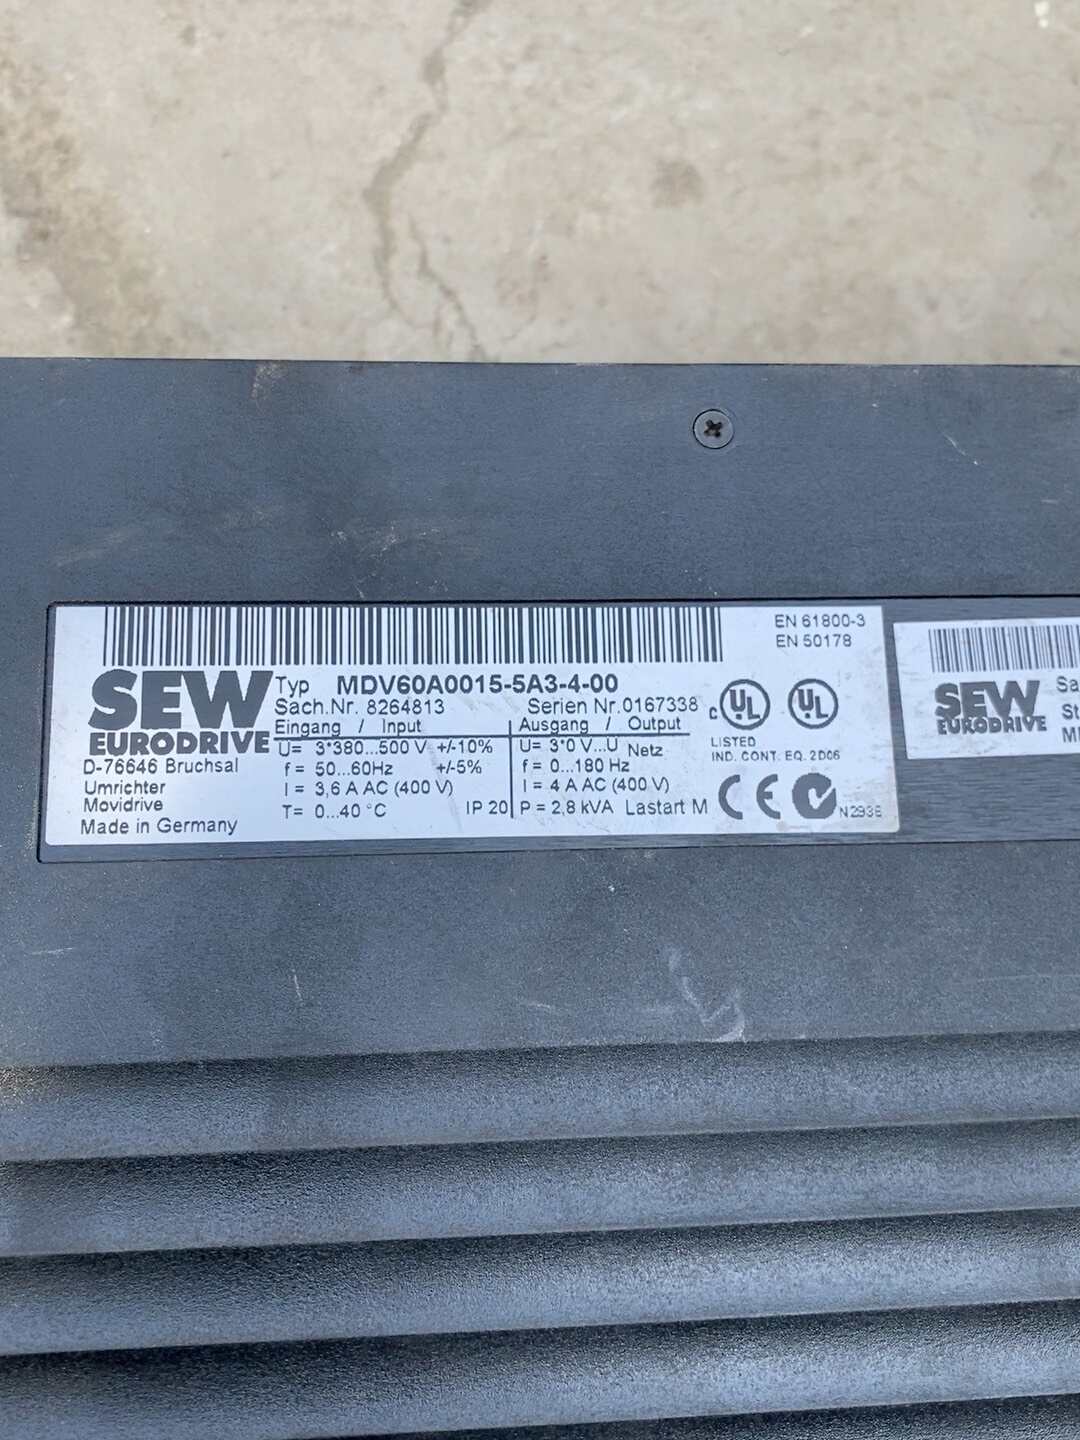 EN 61800-3
EN 50178
SEW
EURODRIVE
Typ MDV60A0015-5A3-4-00
Sach.Nr. 8264813 Serien Nr.0167338
Eingang / Input Ausgang / Output
U= 3*380...500 V +/-10% U= 3*0 V...U Netz
f = 50...60Hz +/-5% f = 0...180 Hz
I = 3,6 A AC (400 V) I = 4 A AC (400 V)
T= 0...40 °C IP 20 P = 2,8 kVA Lastart M
D-76646 Bruchsal
Umrichter
Movidrive
Made in Germany
c UL UL
LISTED
IND. CONT. EQ. 2D06
CE N2936
SEW
EURODRIVE
Sa
St